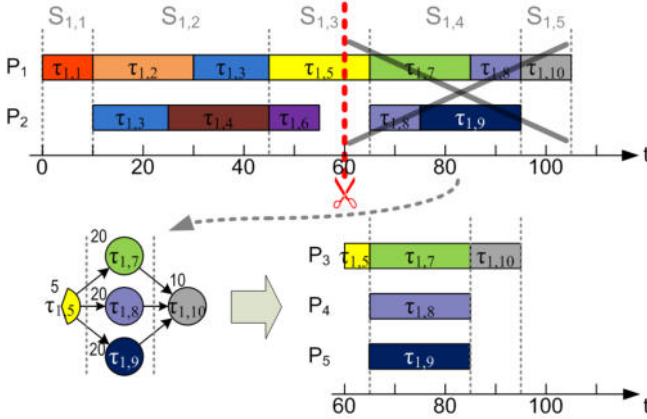 S1,1 S1,2 S1,3 S1,4 S1,5
P1 τ1,1 τ1,2 τ1,3 τ1,5 τ1,7 τ1,8 τ1,10
P2 τ1,3 τ1,4 τ1,6 τ1,8 τ1,9
0 20 40 60 80 100 t
20 τ1,7
5 τ1,5 20 τ1,8 10 τ1,10
20 τ1,9
P3 τ1,5 τ1,7 τ1,10
P4 τ1,8
P5 τ1,9
60 80 100 t